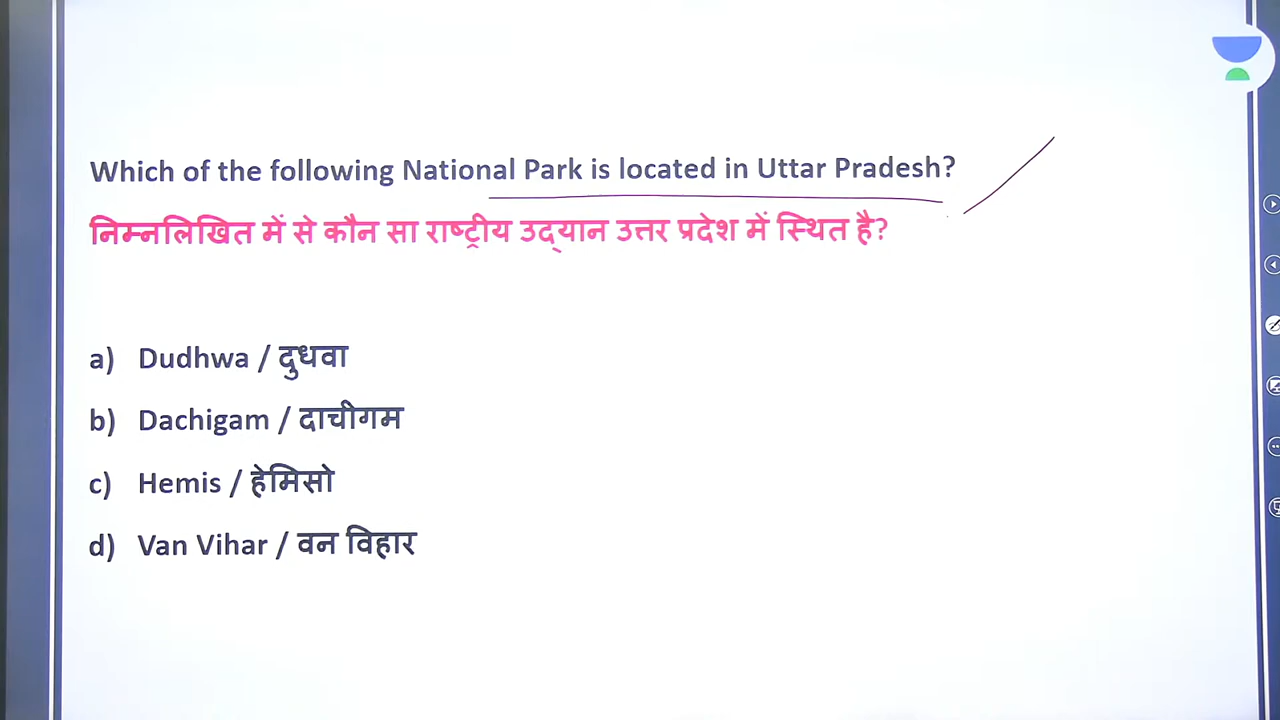 Which of the following National Park is located in Uttar Pradesh?
निम्नलिखित में से कौन सा राष्ट्रीय उद्यान उत्तर प्रदेश में स्थित है?
a) Dudhwa / दुधवा
b) Dachigam / दाचीगम
c) Hemis / हेमिसो
d) Van Vihar / वन विहार